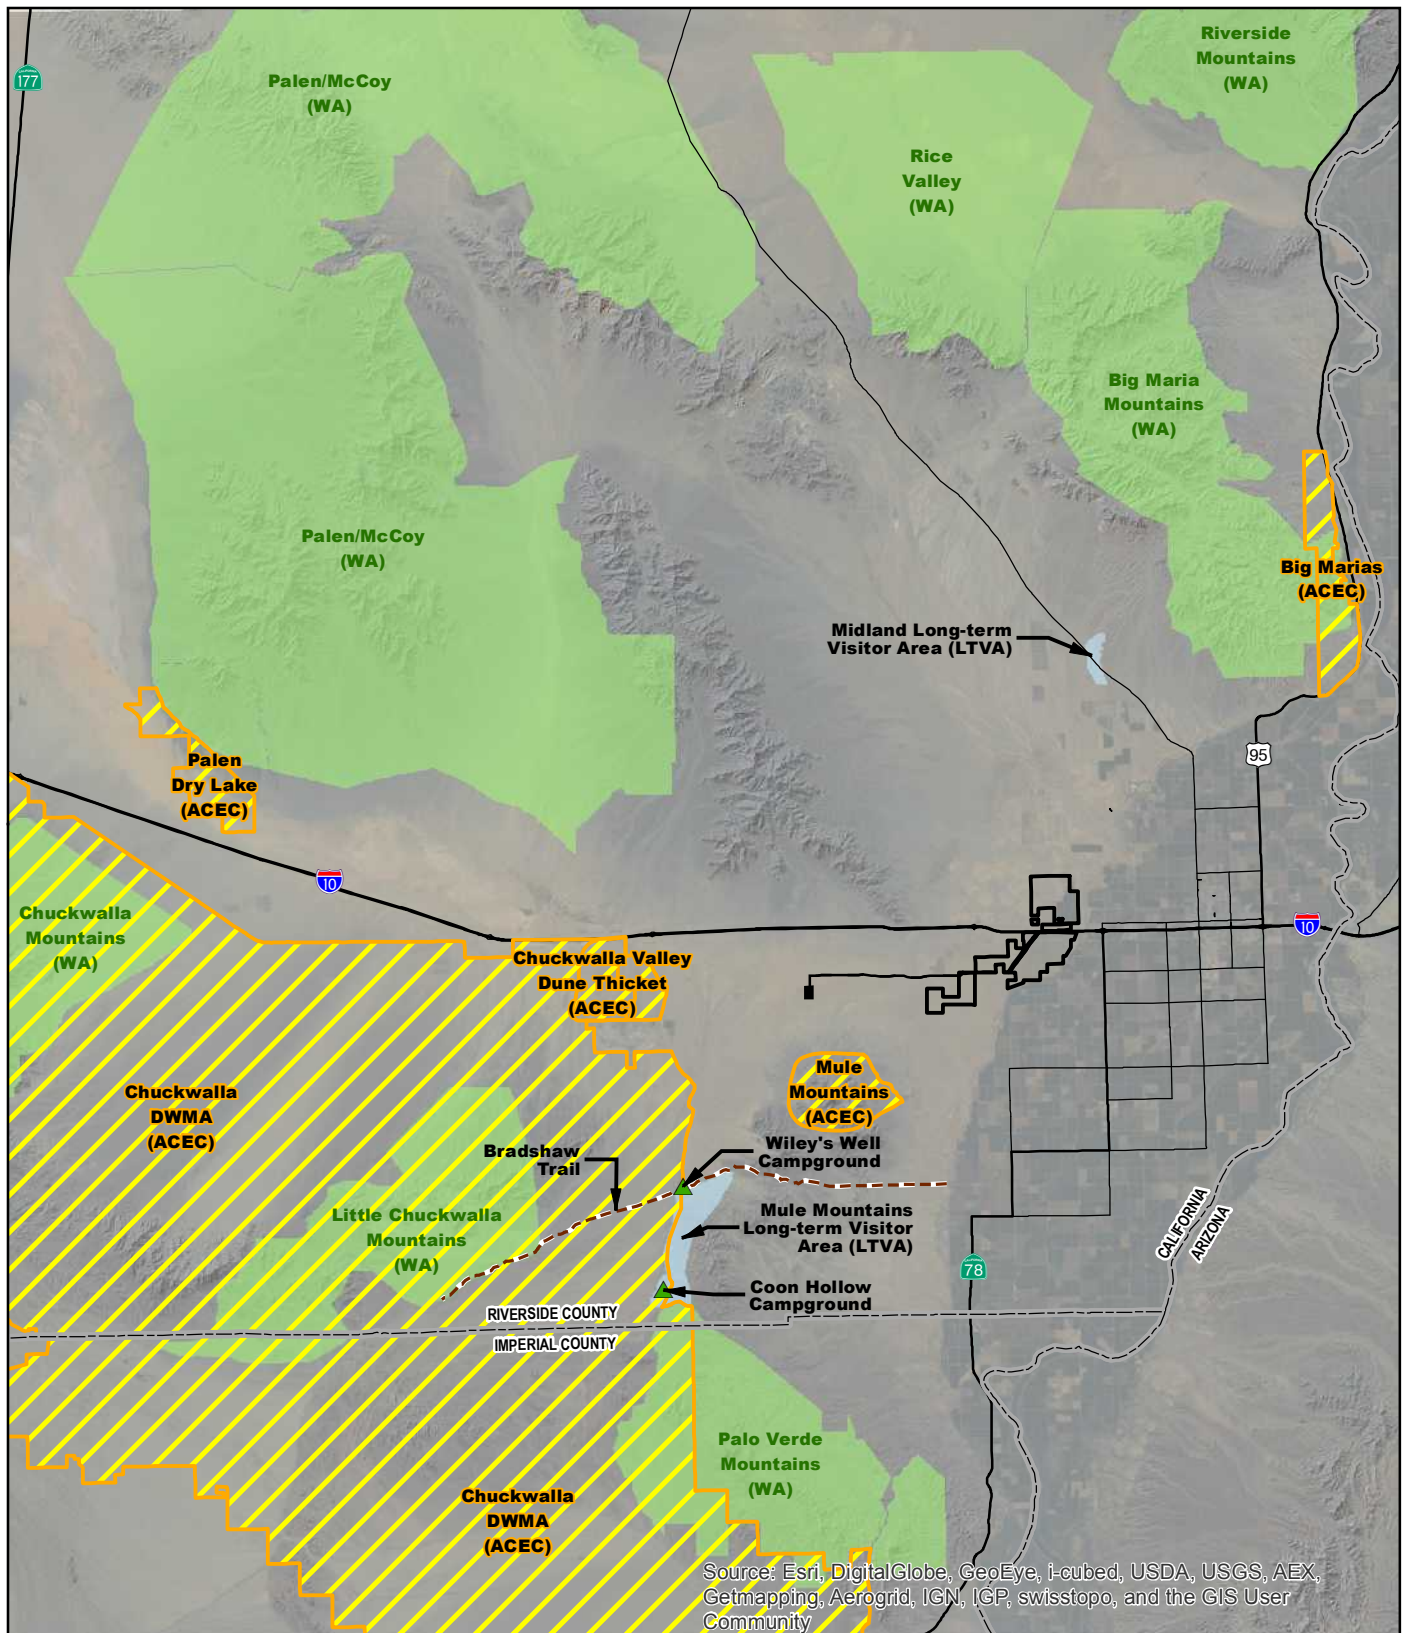 Riverside
Mountains
(WA)
177
Palen/McCoy
(WA)
Rice
Valley
(WA)
Big Maria
Mountains
(WA)
Palen/McCoy
(WA)
Big Marias
(ACEC)
Midland Long-term
Visitor Area (LTVA)
95
Palen
Dry Lake
(ACEC)
10
Chuckwalla
Mountains
(WA)
10
Chuckwalla Valley
Dune Thicket
(ACEC)
Chuckwalla
DWMA
(ACEC)
Mule
Mountains
(ACEC)
Bradshaw
Trail
Wiley's Well
Campground
Little Chuckwalla
Mountains
(WA)
Mule Mountains
Long-term Visitor
Area (LTVA)
CALIFORNIA
ARIZONA
78
Coon Hollow
Campground
RIVERSIDE COUNTY
IMPERIAL COUNTY
Palo Verde
Mountains
(WA)
Chuckwalla
DWMA
(ACEC)
Source: Esri, DigitalGlobe, GeoEye, i-cubed, USDA, USGS, AEX,
Getmapping, Aerogrid, IGN, IGP, swisstopo, and the GIS User
Community